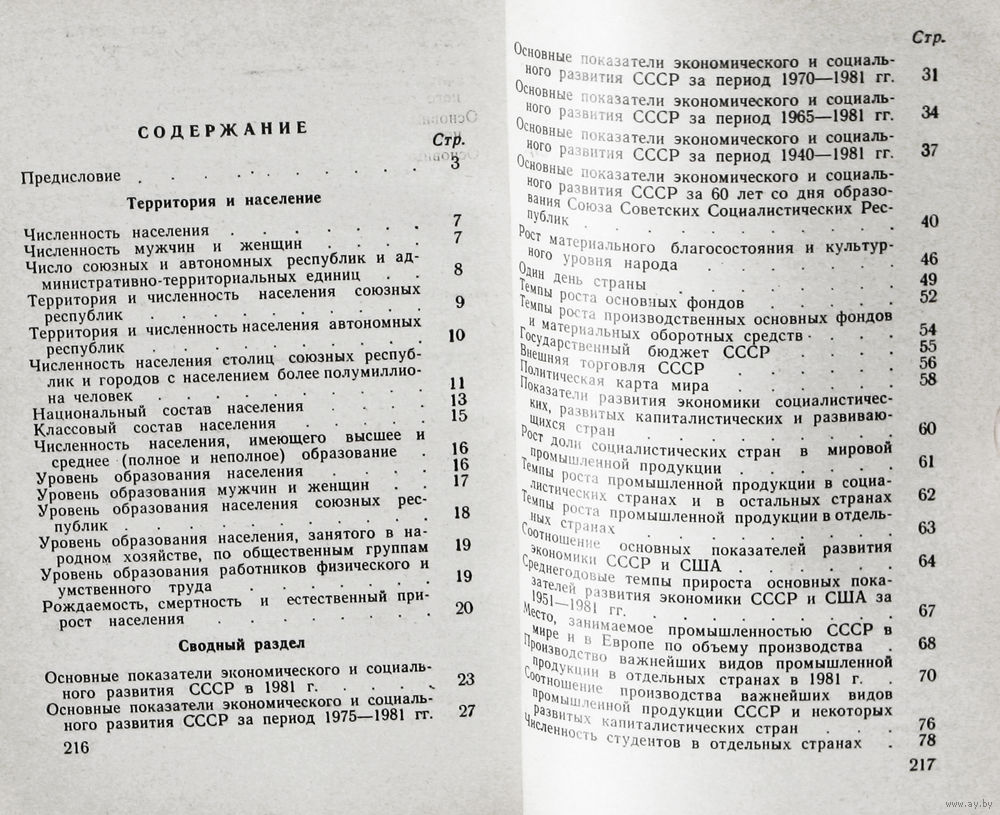 СОДЕРЖАНИЕ
Стр.
Предисловие . . . . . . . . . 3
Территория и население
Численность населения . . . . . . 7
Численность мужчин и женщин . . . . 7
Число союзных и автономных республик и ад-
министративно-территориальных единиц . . 8
Территория и численность населения союзных
республик . . . . . . . . . 9
Территория и численность населения автономных
республик . . . . . . . . . 10
Численность населения столиц союзных респуб-
лик и городов с населением более полумиллио-
на человек . . . . . . . . . 11
Национальный состав населения . . . . 13
Классовый состав населения . . . . . 15
Численность населения, имеющего высшее и
среднее (полное и неполное) образование . 16
Уровень образования населения . . . . 16
Уровень образования мужчин и женщин . . 17
Уровень образования населения союзных рес-
публик . . . . . . . . . . 18
Уровень образования населения, занятого в на-
родном хозяйстве, по общественным группам 19
Уровень образования работников физического и
умственного труда . . . . . . . 19
Рождаемость, смертность и естественный при-
рост населения . . . . . . . . 20
Сводный раздел
Основные показатели экономического и социаль-
ного развития СССР в 1981 г. . . . . 23
Основные показатели экономического и социаль-
ного развития СССР за период 1975—1981 гг. 27
216
Стр.
Основные показатели экономического и социаль-
ного развития СССР за период 1970—1981 гг. 31
Основные показатели экономического и социаль-
ного развития СССР за период 1965—1981 гг. 34
Основные показатели экономического и социаль-
ного развития СССР за период 1940—1981 гг. 37
Основные показатели экономического и социаль-
ного развития СССР за 60 лет со дня образо-
вания Союза Советских Социалистических Рес-
публик . . . . . . . . . . 40
Рост материального благосостояния и культур-
ного уровня народа . . . . . . . 46
Один день страны . . . . . . . 49
Темпы роста основных фондов . . . . 52
Темпы роста производственных основных фондов
и материальных оборотных средств . . . . 54
Государственный бюджет СССР . . . . 55
Внешняя торговля СССР . . . . . . 56
Политическая карта мира . . . . . . 58
Показатели развития экономики социалистичес-
ких, развитых капиталистических и развиваю-
щихся стран . . . . . . . . . 60
Рост доли социалистических стран в мировой
промышленной продукции . . . . . . 61
Темпы роста промышленной продукции в социа-
листических странах и в остальных странах 62
Темпы роста промышленной продукции в отдель-
ных странах . . . . . . . . . 63
Соотношение основных показателей развития
экономики СССР и США . . . . . . 64
Среднегодовые темпы прироста основных пока-
зателей развития экономики СССР и США за
1951—1981 гг. . . . . . . . . . 67
Место, занимаемое промышленностью СССР в
мире и в Европе по объему производства . 68
Производство важнейших видов промышленной
продукции в отдельных странах в 1981 г. . 70
Соотношение производства важнейших видов
промышленной продукции СССР и некоторых
развитых капиталистических стран . . . 76
Численность студентов в отдельных странах . 78
217
www.ay.by